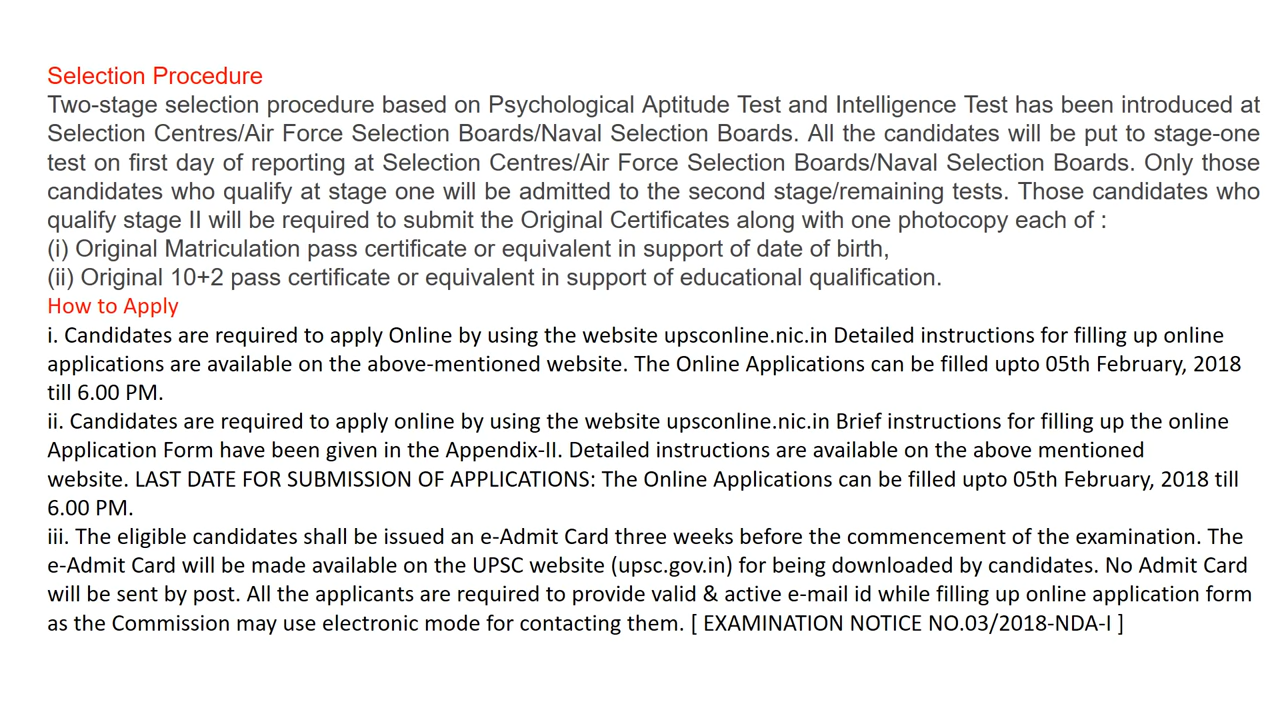 Selection Procedure
Two-stage selection procedure based on Psychological Aptitude Test and Intelligence Test has been introduced at
Selection Centres/Air Force Selection Boards/Naval Selection Boards. All the candidates will be put to stage-one
test on first day of reporting at Selection Centres/Air Force Selection Boards/Naval Selection Boards. Only those
candidates who qualify at stage one will be admitted to the second stage/remaining tests. Those candidates who
qualify stage II will be required to submit the Original Certificates along with one photocopy each of :
(i) Original Matriculation pass certificate or equivalent in support of date of birth,
(ii) Original 10+2 pass certificate or equivalent in support of educational qualification.
How to Apply
i. Candidates are required to apply Online by using the website upsconline.nic.in Detailed instructions for filling up online
applications are available on the above-mentioned website. The Online Applications can be filled upto 05th February, 2018
till 6.00 PM.
ii. Candidates are required to apply online by using the website upsconline.nic.in Brief instructions for filling up the online
Application Form have been given in the Appendix-II. Detailed instructions are available on the above mentioned
website. LAST DATE FOR SUBMISSION OF APPLICATIONS: The Online Applications can be filled upto 05th February, 2018 till
6.00 PM.
iii. The eligible candidates shall be issued an e-Admit Card three weeks before the commencement of the examination. The
e-Admit Card will be made available on the UPSC website (upsc.gov.in) for being downloaded by candidates. No Admit Card
will be sent by post. All the applicants are required to provide valid & active e-mail id while filling up online application form
as the Commission may use electronic mode for contacting them. [ EXAMINATION NOTICE NO.03/2018-NDA-I ]